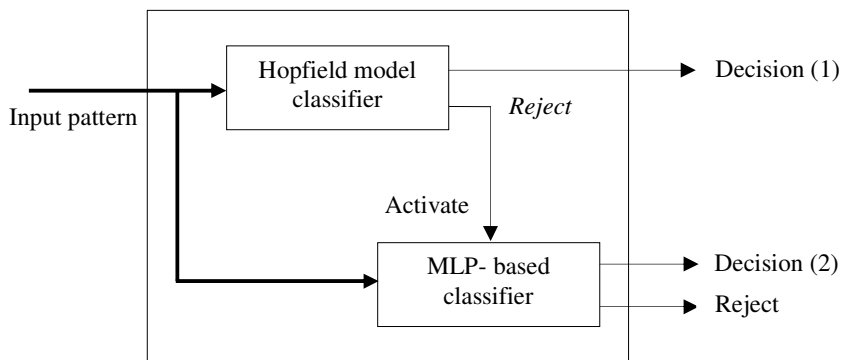 Hopfield model
classifier
Decision (1)
Input pattern
Reject
Activate
MLP- based
classifier
Decision (2)
Reject